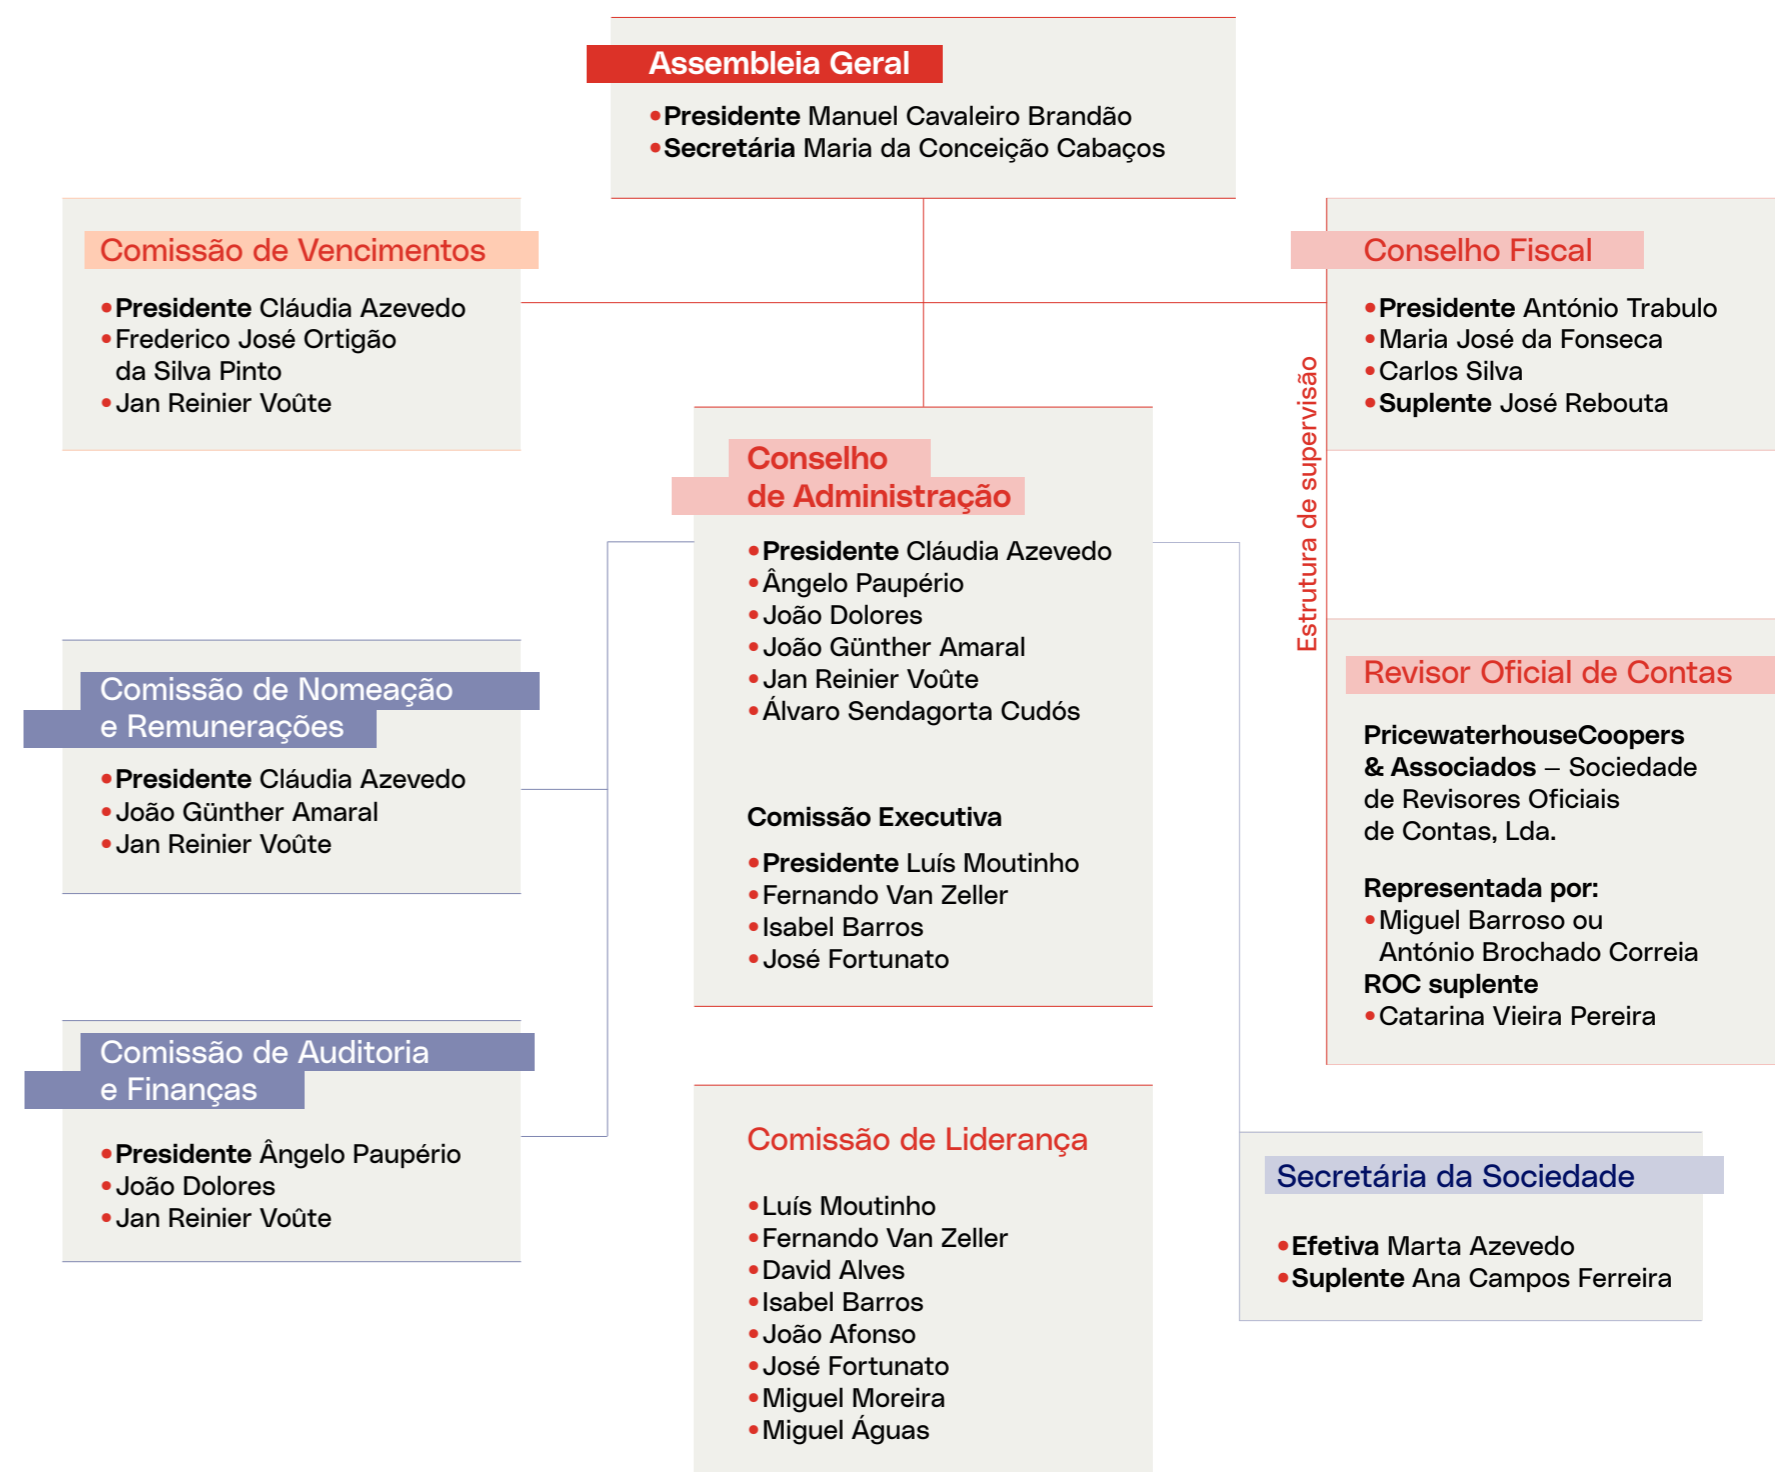 Assembleia Geral
•Presidente Manuel Cavaleiro Brandão
•Secretária Maria da Conceição Cabaços
Comissão de Vencimentos
•Presidente Cláudia Azevedo
•Frederico José Ortigão
da Silva Pinto
•Jan Reinier Voûte
Conselho Fiscal
•Presidente António Trabulo
•Maria José da Fonseca
•Carlos Silva
•Suplente José Rebouta
Estrutura de supervisão
Conselho
de Administração
•Presidente Cláudia Azevedo
•Ângelo Paupério
•João Dolores
•João Günther Amaral
•Jan Reinier Voûte
•Álvaro Sendagorta Cudós
Comissão Executiva
•Presidente Luís Moutinho
•Fernando Van Zeller
•Isabel Barros
•José Fortunato
Comissão de Nomeação
e Remunerações
•Presidente Cláudia Azevedo
•João Günther Amaral
•Jan Reinier Voûte
Revisor Oficial de Contas
PricewaterhouseCoopers
& Associados – Sociedade
de Revisores Oficiais
de Contas, Lda.
Representada por:
•Miguel Barroso ou
António Brochado Correia
ROC suplente
•Catarina Vieira Pereira
Comissão de Auditoria
e Finanças
•Presidente Ângelo Paupério
•João Dolores
•Jan Reinier Voûte
Comissão de Liderança
•Luís Moutinho
•Fernando Van Zeller
•David Alves
•Isabel Barros
•João Afonso
•José Fortunato
•Miguel Moreira
•Miguel Águas
Secretária da Sociedade
•Efetiva Marta Azevedo
•Suplente Ana Campos Ferreira